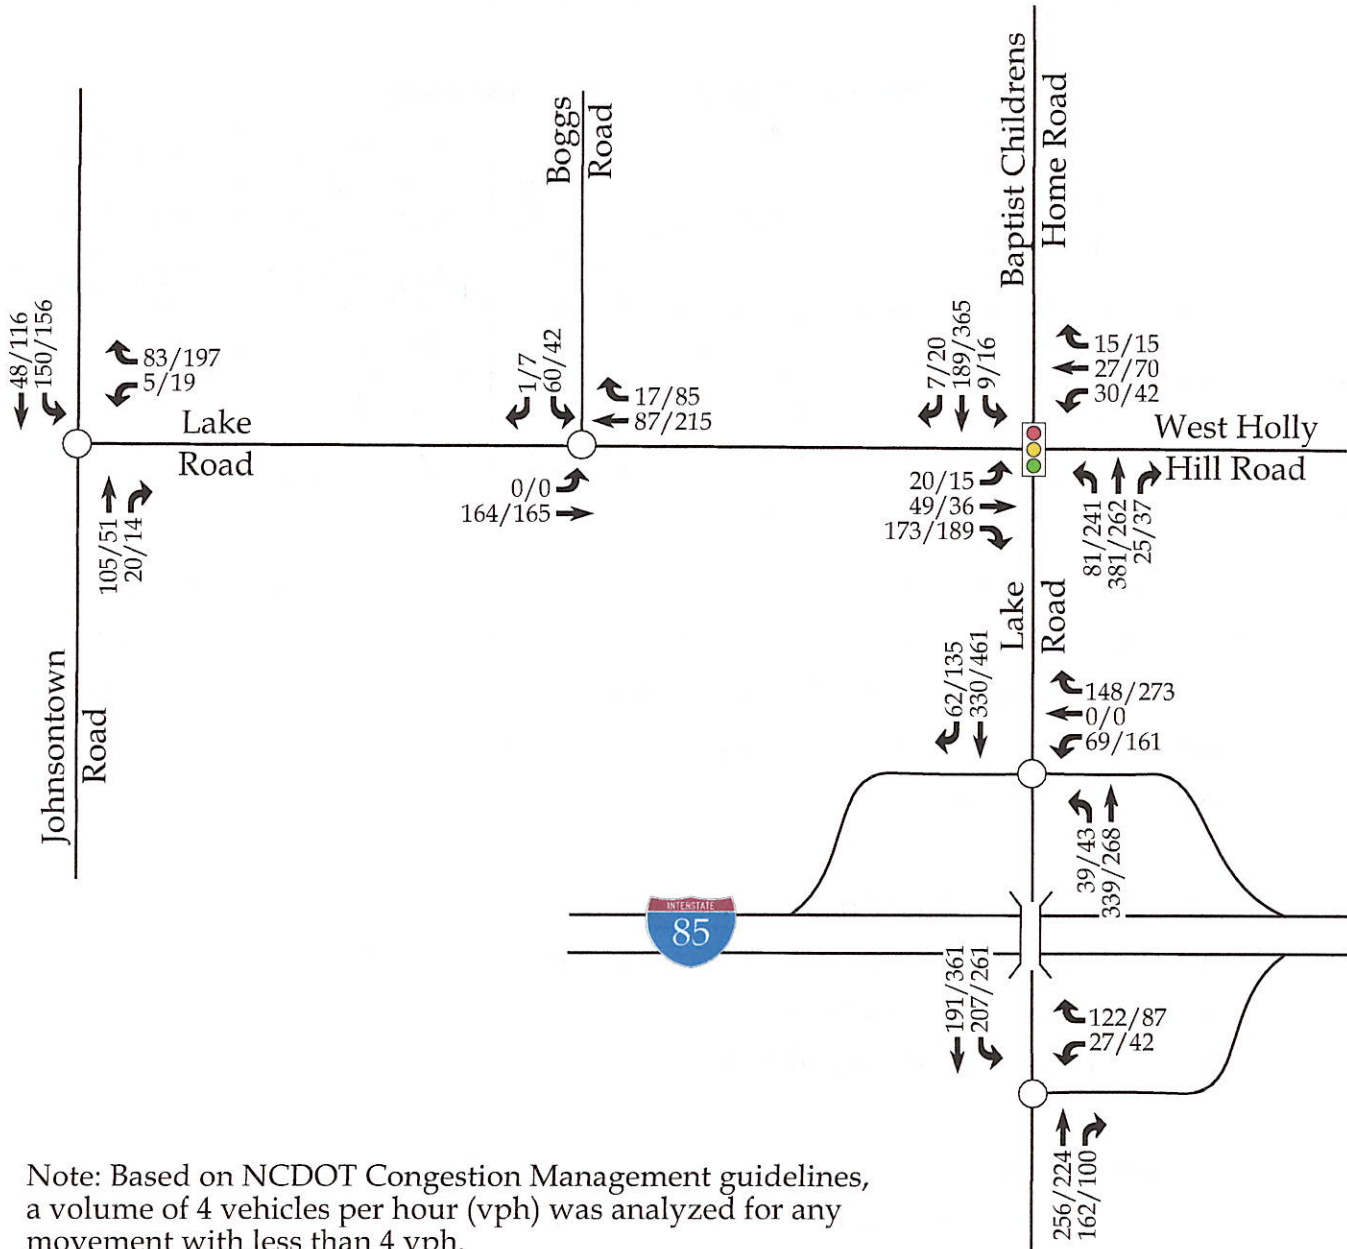 Baptist Childrens
Home Road
Boggs
Road
48/116
150/156
83/197
5/19
1/7
60/42
17/85
87/215
7/20
189/365
9/16
15/15
27/70
30/42
Lake
Road
West Holly
Hill Road
0/0
164/165
20/15
49/36
173/189
105/51
20/14
81/241
381/262
25/37
Lake
Road
Johnsontown
Road
62/135
330/461
148/273
0/0
69/161
39/43
339/268
INTERSTATE
85
191/361
207/261
122/87
27/42
256/224
162/100
Note: Based on NCDOT Congestion Management guidelines,
a volume of 4 vehicles per hour (vph) was analyzed for any
movement with less than 4 vph.